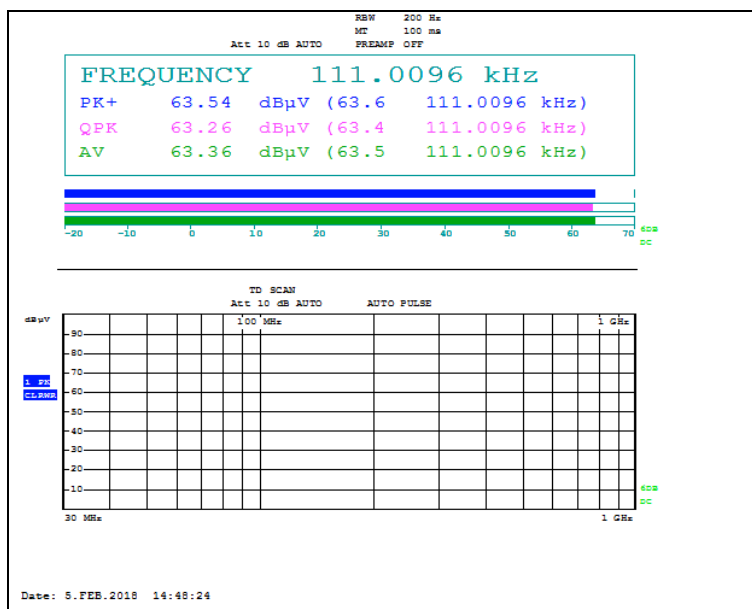 RBW 200 Hz
MT 100 ms
Att 10 dB AUTO PREAMP OFF
FREQUENCY 111.0096 kHz
PK+ 63.54 dBµV (63.6 111.0096 kHz)
QPK 63.26 dBµV (63.4 111.0096 kHz)
AV 63.36 dBµV (63.5 111.0096 kHz)
-20 -10 0 10 20 30 40 50 60 70
6DB
DC
TD SCAN
Att 10 dB AUTO AUTO PULSE
dBµV
100 MHz 1 GHz
90
80
70
1 PK
60
CLRWR
50
40
30
20
10
6DB
DC
30 MHz 1 GHz
Date: 5.FEB.2018 14:48:24